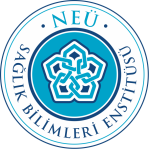 · NEÜ ·
SAĞLIK BİLİMLERİ ENSTİTÜSÜ